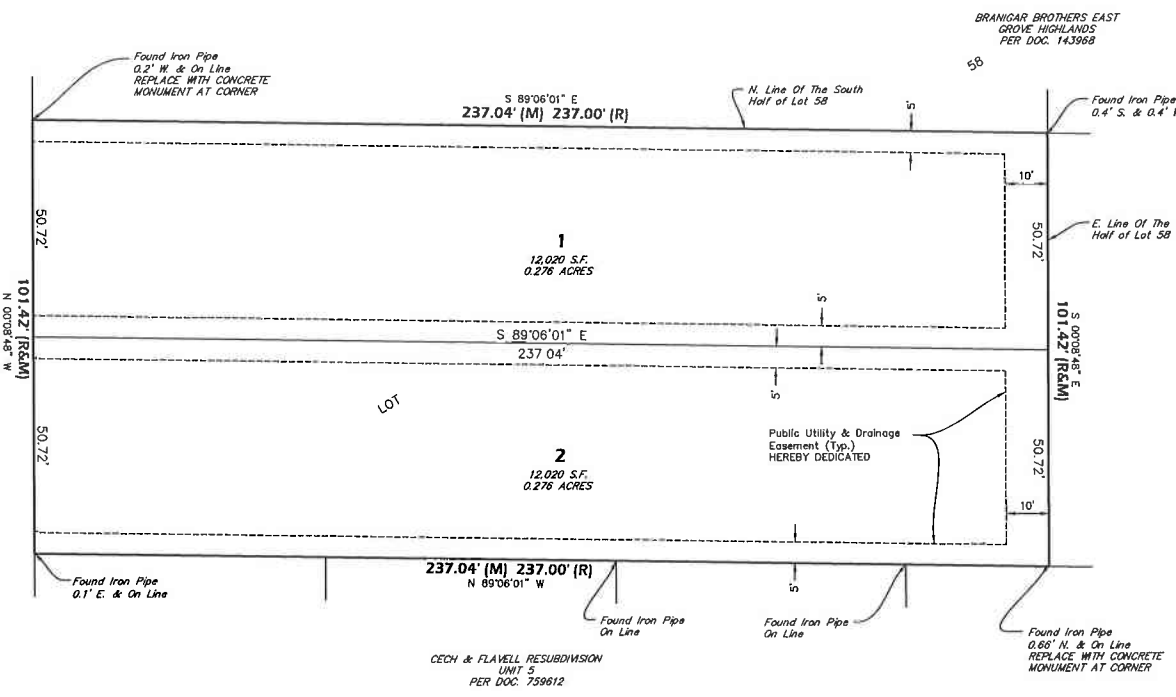 BRANIGAR BROTHERS EAST
GROVE HIGHLANDS
PER DOC. 143968
58
Found Iron Pipe
0.2' W. & On Line
REPLACE WITH CONCRETE
MONUMENT AT CORNER
S 89°06'01" E
237.04' (M) 237.00' (R)
N. Line Of The South
Half of Lot 58
5'
Found Iron Pipe
0.4' S. & 0.4'
10'
50.72'
50.72'
E. Line Of The
Half of Lot 58
1
12,020 S.F.
0.276 ACRES
101.42' (R&M)
N 00°08'48" W
5'
S 89°06'01" E
237 04'
S 00°08'48" E
101.42' (R&M)
5'
LOT
Public Utility & Drainage
Easement (Typ.)
HEREBY DEDICATED
2
12,020 S.F.
0.276 ACRES
50.72'
50.72'
10'
237.04' (M) 237.00' (R)
N 89°06'01" W
5'
Found Iron Pipe
0.1' E. & On Line
Found Iron Pipe
On Line
Found Iron Pipe
On Line
Found Iron Pipe
0.66' N. & On Line
REPLACE WITH CONCRETE
MONUMENT AT CORNER
CECH & FLAVELL RESUBDIVISION
UNIT 5
PER DOC. 759612